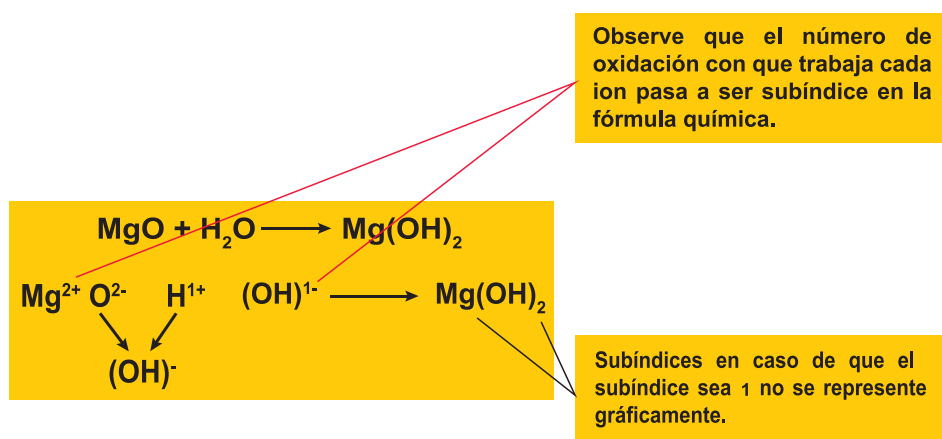 Observe que el número de
oxidación con que trabaja cada
ion pasa a ser subíndice en la
fórmula química.
MgO + H₂O ⟶ Mg(OH)₂
Mg²⁺ O²⁻ H¹⁺ (OH)¹⁻ ⟶ Mg(OH)₂
(OH)⁻
Subíndices en caso de que el
subíndice sea 1 no se represente
gráficamente.